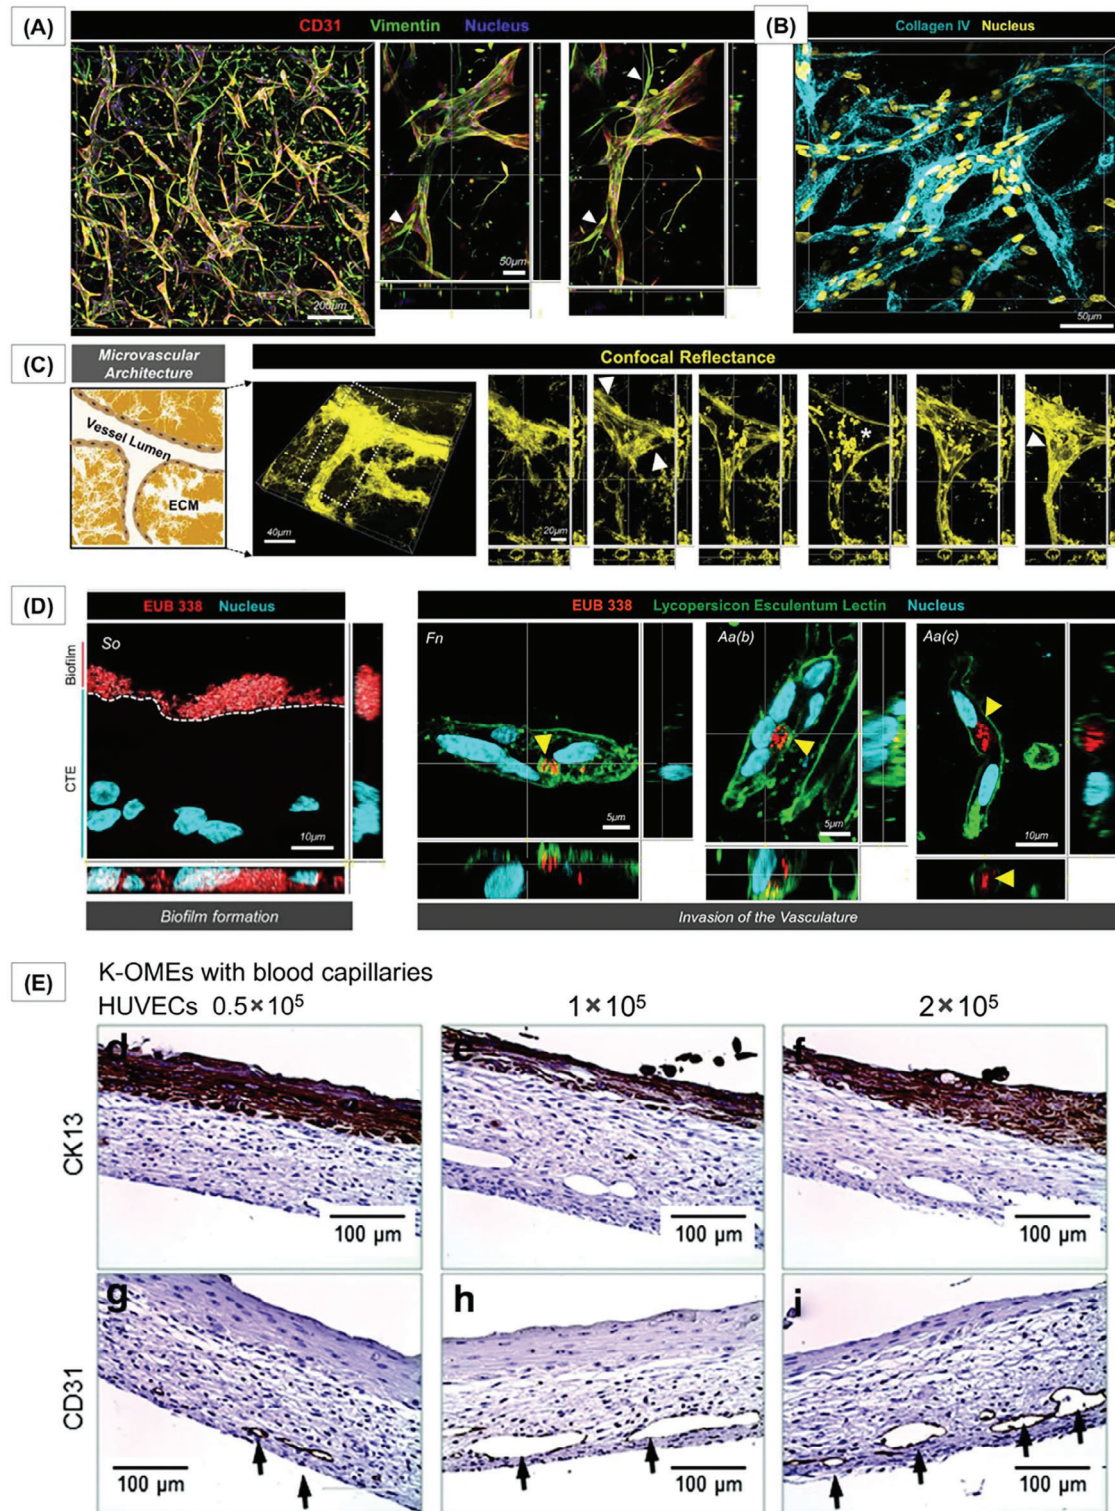 (A)
CD31 Vimentin Nucleus
200µm
50µm
(B)
Collagen IV Nucleus
50µm
(C)
Microvascular
Architecture
Vessel Lumen
ECM
Confocal Reflectance
40µm
20µm
*
(D)
EUB 338 Nucleus
So
Biofilm
CTE
10µm
Biofilm formation
EUB 338 Lycopersicon Esculentum Lectin Nucleus
Fn
5µm
Aa(b)
5µm
Aa(c)
10µm
Invasion of the Vasculature
(E)
K-OMEs with blood capillaries
HUVECs 0.5×10⁵ 1×10⁵ 2×10⁵
CK13
d
100 µm
e
100 µm
f
100 µm
CD31
g
100 µm
h
100 µm
i
100 µm